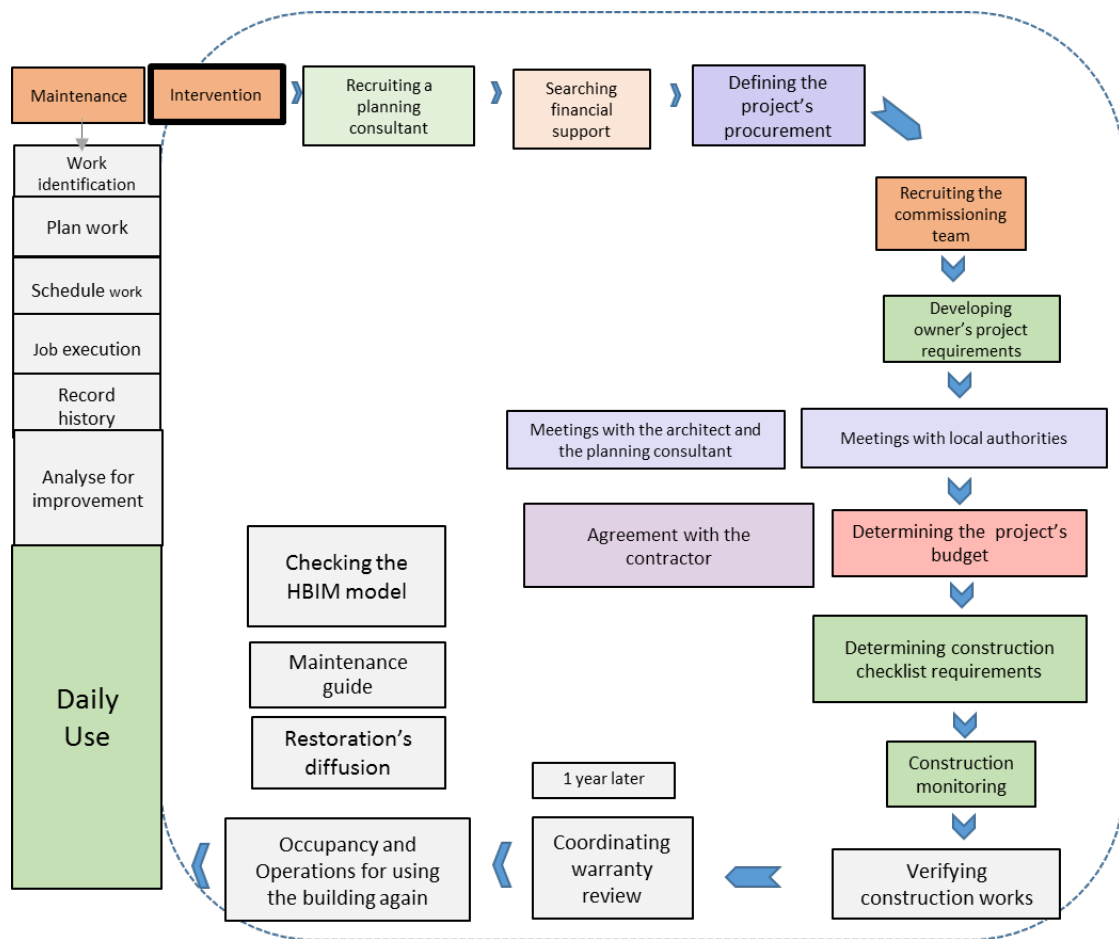 Maintenance
Intervention
Recruiting a
planning
consultant
Searching
financial
support
Defining the
project's
procurement
Work
identification
Plan work
Schedule work
Job execution
Record
history
Analyse for
improvement
Daily
Use
Recruiting the
commissioning
team
Developing
owner's project
requirements
Meetings with the architect and
the planning consultant
Meetings with local authorities
Agreement with the
contractor
Determining the project's
budget
Checking the
HBIM model
Determining construction
checklist requirements
Maintenance
guide
Restoration's
diffusion
Construction
monitoring
1 year later
Occupancy and
Operations for using
the building again
Coordinating
warranty
review
Verifying
construction works